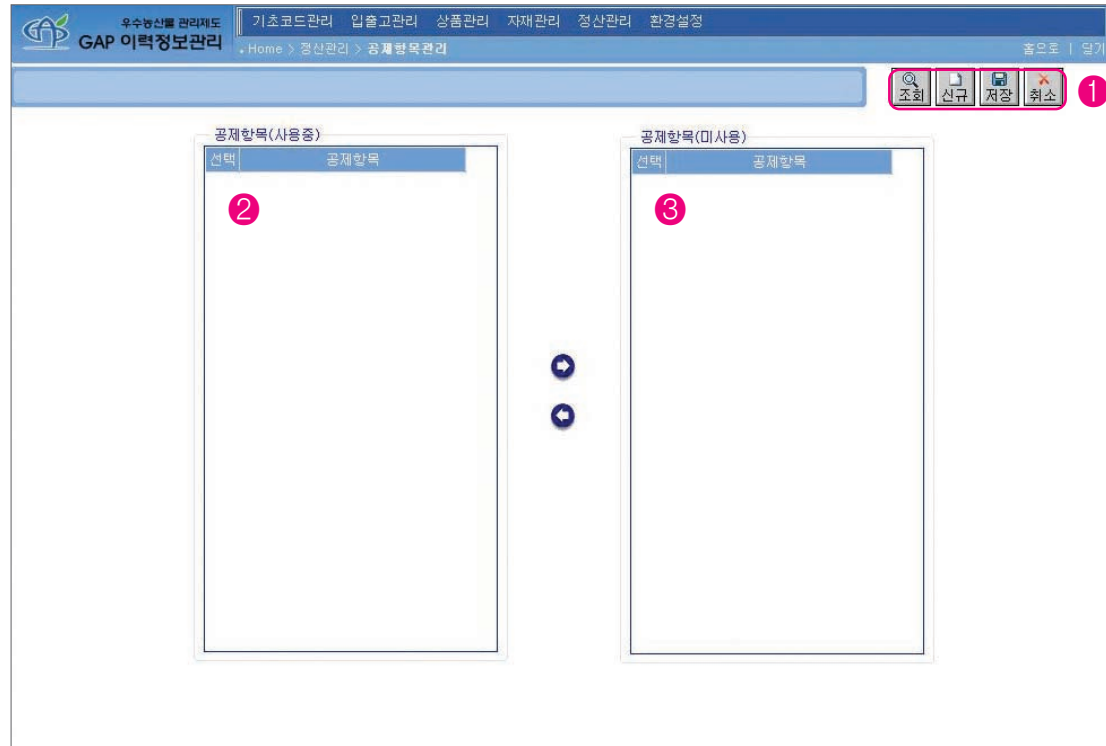 우수농산물 관리제도
GAP 이력정보관리
기초코드관리 입출고관리 상품관리 자재관리 정산관리 환경설정
Home > 정산관리 > 공제항목관리
홈으로 | 닫기
조회 신규 저장 취소
1
공제항목(사용중)
선택 공제항목
2
공제항목(미사용)
선택 공제항목
3